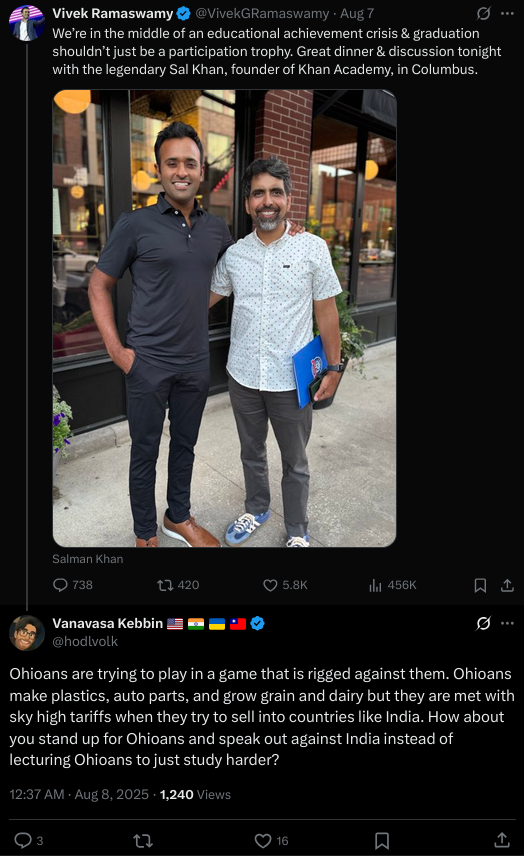 Vivek Ramaswamy @VivekGRamaswamy · Aug 7
We're in the middle of an educational achievement crisis & graduation
shouldn't just be a participation trophy. Great dinner & discussion tonight
with the legendary Sal Khan, founder of Khan Academy, in Columbus.
Salman Khan
738 420 5.8K 456K
Vanavasa Kebbin 🇺🇸 🇮🇳 🇺🇦 🇹🇼
@hodlvolk
Ohioans are trying to play in a game that is rigged against them. Ohioans
make plastics, auto parts, and grow grain and dairy but they are met with
sky high tariffs when they try to sell into countries like India. How about
you stand up for Ohioans and speak out against India instead of
lecturing Ohioans to just study harder?
12:37 AM · Aug 8, 2025 · 1,240 Views
3 16